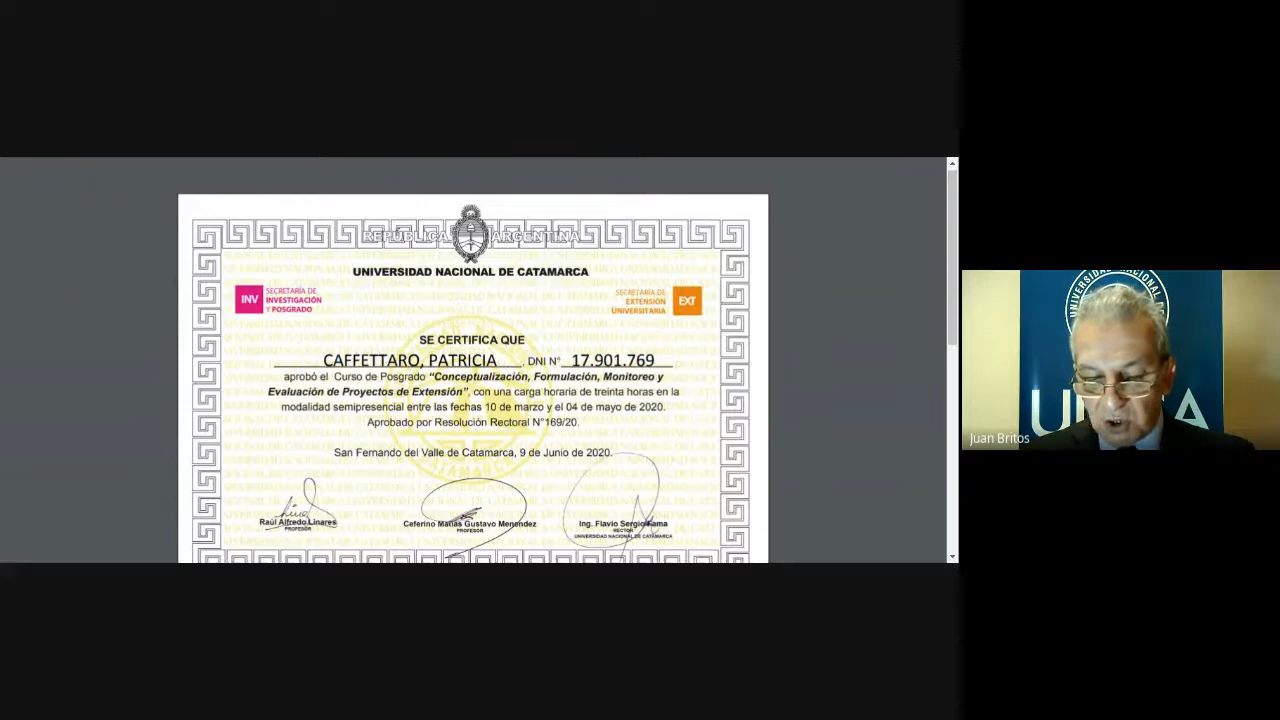 REPUBLICA ARGENTINA
UNIVERSIDAD NACIONAL DE CATAMARCA
INV
SECRETARÍA DE
INVESTIGACIÓN
Y POSGRADO
SECRETARÍA DE
EXTENSIÓN
UNIVERSITARIA
EXT
SE CERTIFICA QUE
CAFFETTARO, PATRICIA , DNI N° 17.901.769
aprobó el Curso de Posgrado “Conceptualización, Formulación, Monitoreo y
Evaluación de Proyectos de Extensión”, con una carga horaria de treinta horas en la
modalidad semipresencial entre las fechas 10 de marzo y el 04 de mayo de 2020.
Aprobado por Resolución Rectoral N°169/20.
San Fernando del Valle de Catamarca, 9 de Junio de 2020.
CATAMARCA
Raúl Alfredo Linares
PROFESOR
Ceferino Matías Gustavo Menendez
PROFESOR
Ing. Flavio Sergio Fama
RECTOR
UNIVERSIDAD NACIONAL DE CATAMARCA
UNIVERSIDAD NACIONAL
Juan Britos